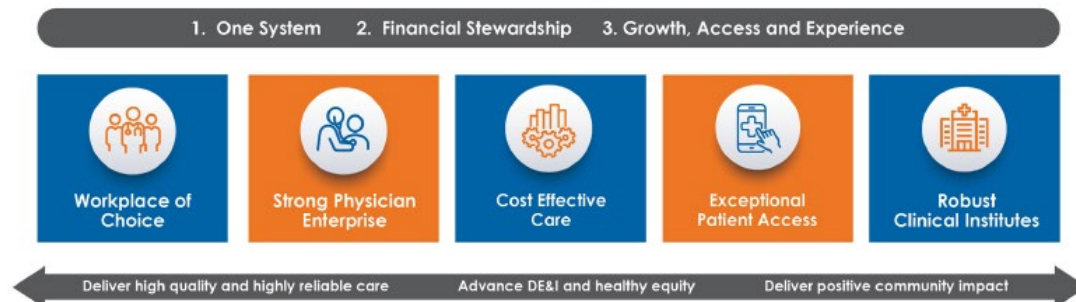 1. One System 2. Financial Stewardship 3. Growth, Access and Experience
Workplace of
Choice
Strong Physician
Enterprise
Cost Effective
Care
Exceptional
Patient Access
Robust
Clinical Institutes
Deliver high quality and highly reliable care Advance DE&I and healthy equity Deliver positive community impact